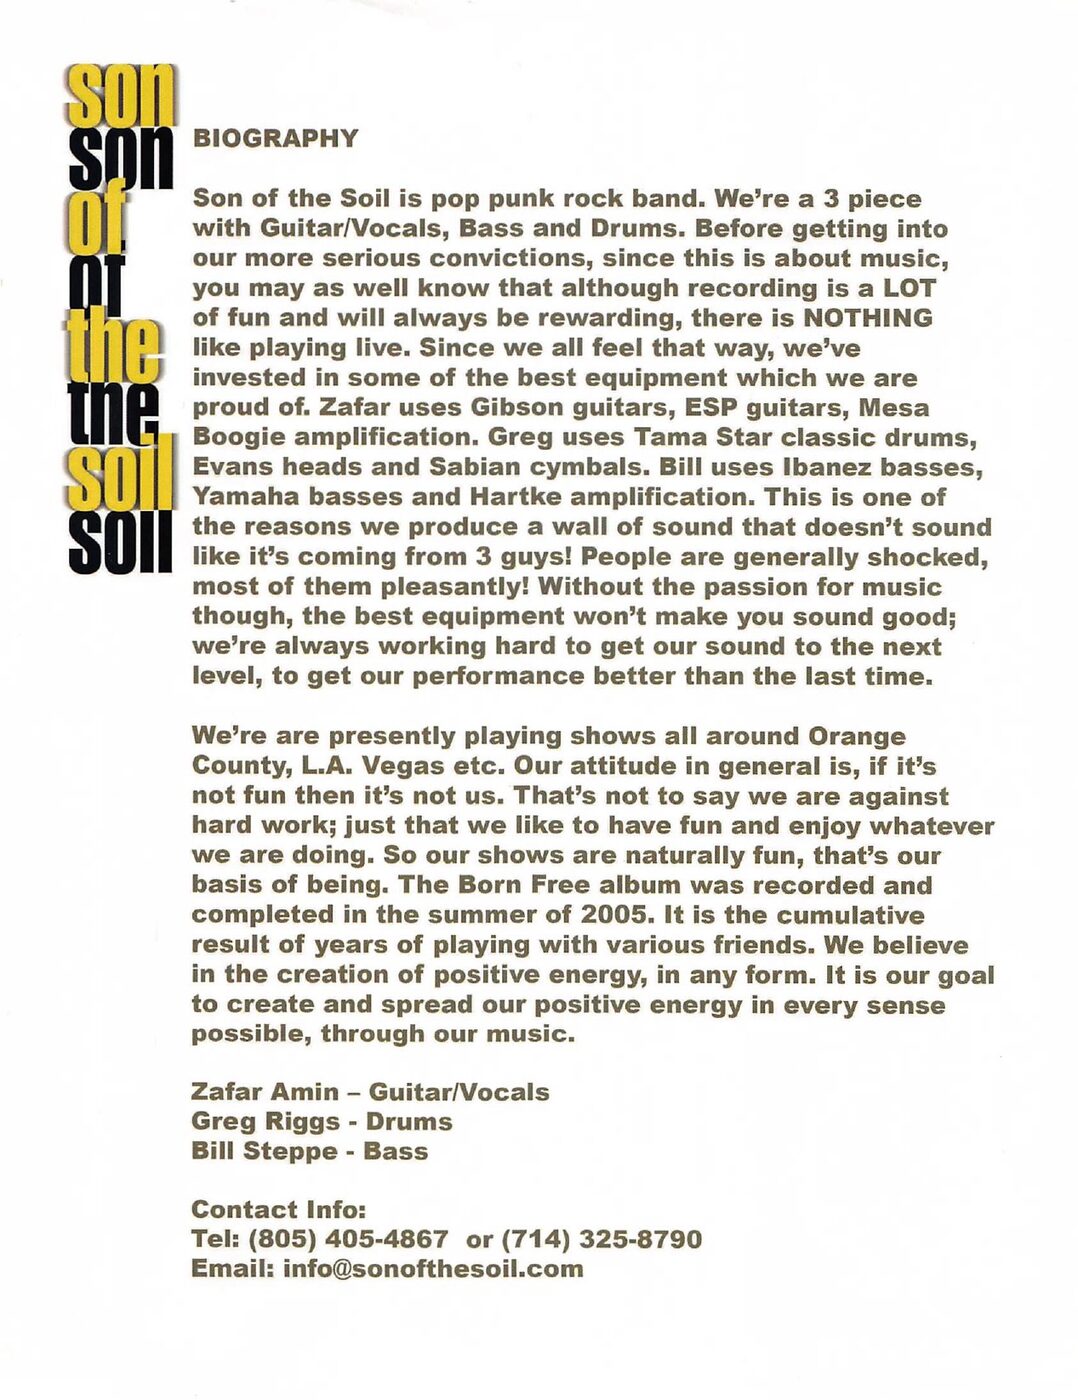 son
son
of
of
the
the
soil
soil
BIOGRAPHY
Son of the Soil is pop punk rock band. We're a 3 piece
with Guitar/Vocals, Bass and Drums. Before getting into
our more serious convictions, since this is about music,
you may as well know that although recording is a LOT
of fun and will always be rewarding, there is NOTHING
like playing live. Since we all feel that way, we've
invested in some of the best equipment which we are
proud of. Zafar uses Gibson guitars, ESP guitars, Mesa
Boogie amplification. Greg uses Tama Star classic drums,
Evans heads and Sabian cymbals. Bill uses Ibanez basses,
Yamaha basses and Hartke amplification. This is one of
the reasons we produce a wall of sound that doesn't sound
like it's coming from 3 guys! People are generally shocked,
most of them pleasantly! Without the passion for music
though, the best equipment won't make you sound good;
we're always working hard to get our sound to the next
level, to get our performance better than the last time.
We're are presently playing shows all around Orange
County, L.A. Vegas etc. Our attitude in general is, if it's
not fun then it's not us. That's not to say we are against
hard work; just that we like to have fun and enjoy whatever
we are doing. So our shows are naturally fun, that's our
basis of being. The Born Free album was recorded and
completed in the summer of 2005. It is the cumulative
result of years of playing with various friends. We believe
in the creation of positive energy, in any form. It is our goal
to create and spread our positive energy in every sense
possible, through our music.
Zafar Amin – Guitar/Vocals
Greg Riggs - Drums
Bill Steppe - Bass
Contact Info:
Tel: (805) 405-4867  or (714) 325-8790
Email: info@sonofthesoil.com